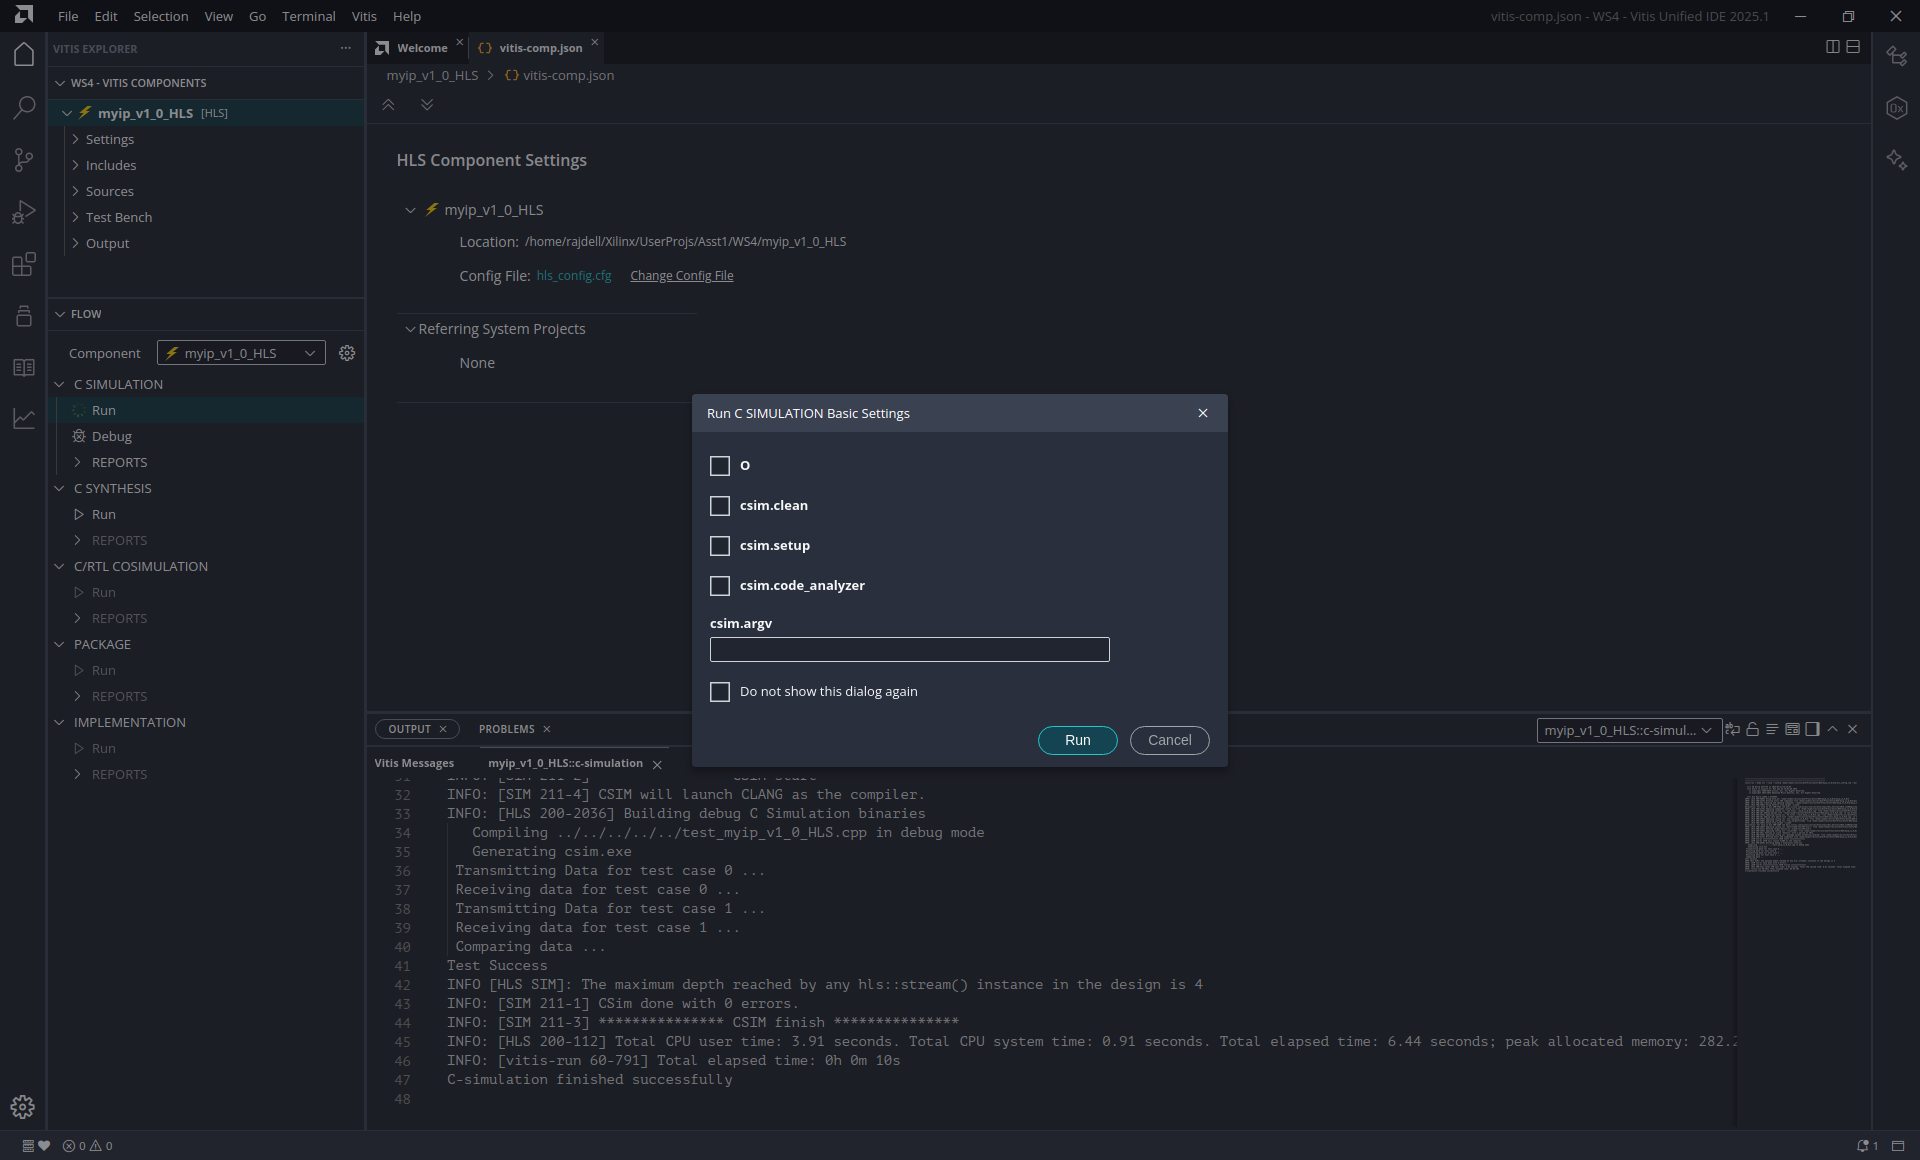 File Edit Selection View Go Terminal Vitis Help
vitis-comp.json - WS4 - Vitis Unified IDE 2025.1
VITIS EXPLORER
WS4 - VITIS COMPONENTS
myip_v1_0_HLS [HLS]
Settings
Includes
Sources
Test Bench
Output
FLOW
Component myip_v1_0_HLS
C SIMULATION
Run
Debug
REPORTS
C SYNTHESIS
Run
REPORTS
C/RTL COSIMULATION
Run
REPORTS
PACKAGE
Run
REPORTS
IMPLEMENTATION
Run
REPORTS
Welcome
vitis-comp.json
myip_v1_0_HLS > {} vitis-comp.json
HLS Component Settings
myip_v1_0_HLS
Location: /home/rajdell/Xilinx/UserProjs/Asst1/WS4/myip_v1_0_HLS
Config File: hls_config.cfg Change Config File
Referring System Projects
None
Run C SIMULATION Basic Settings
O
csim.clean
csim.setup
csim.code_analyzer
csim.argv
Do not show this dialog again
Run Cancel
OUTPUT PROBLEMS
myip_v1_0_HLS::c-simul...
Vitis Messages myip_v1_0_HLS::c-simulation
32 INFO: [SIM 211-4] CSIM will launch CLANG as the compiler.
33 INFO: [HLS 200-2036] Building debug C Simulation binaries
34 Compiling ../../../../../test_myip_v1_0_HLS.cpp in debug mode
35 Generating csim.exe
36 Transmitting Data for test case 0 ...
37 Receiving data for test case 0 ...
38 Transmitting Data for test case 1 ...
39 Receiving data for test case 1 ...
40 Comparing data ...
41 Test Success
42 INFO [HLS SIM]: The maximum depth reached by any hls::stream() instance in the design is 4
43 INFO: [SIM 211-1] CSim done with 0 errors.
44 INFO: [SIM 211-3] *************** CSIM finish ***************
45 INFO: [HLS 200-112] Total CPU user time: 3.91 seconds. Total CPU system time: 0.91 seconds. Total elapsed time: 6.44 seconds; peak allocated memory: 282.2
46 INFO: [vitis-run 60-791] Total elapsed time: 0h 0m 10s
47 C-simulation finished successfully
48
0 0
1
0x